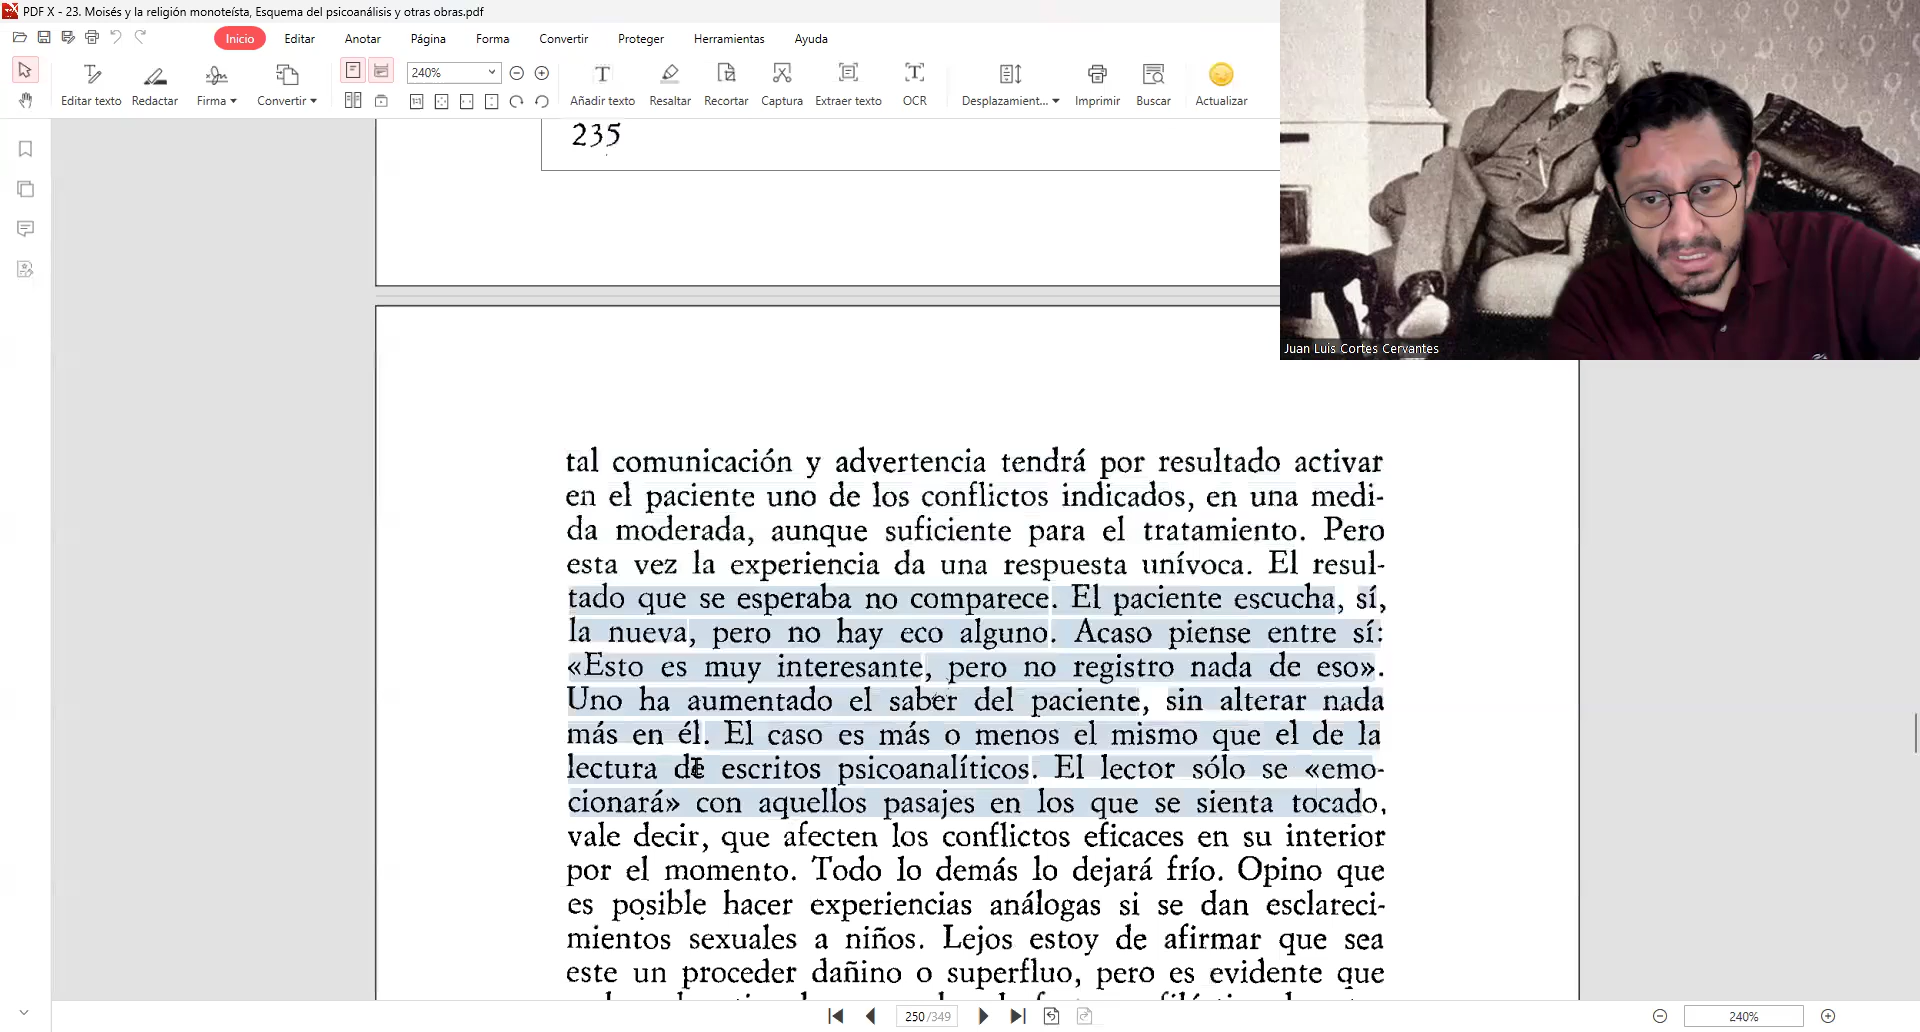 PDF X - 23. Moisés y la religión monoteísta, Esquema del psicoanálisis y otras obras.pdf
Inicio Editar Anotar Página Forma Convertir Proteger Herramientas Ayuda
240%
Editar texto Redactar Firma Convertir Añadir texto Resaltar Recortar Captura Extraer texto OCR Desplazamient... Imprimir Buscar Actualizar
235
Juan Luis Cortes Cervantes
tal comunicación y advertencia tendrá por resultado activar
en el paciente uno de los conflictos indicados, en una medi-
da moderada, aunque suficiente para el tratamiento. Pero
esta vez la experiencia da una respuesta unívoca. El resul-
tado que se esperaba no comparece. El paciente escucha, sí,
la nueva, pero no hay eco alguno. Acaso piense entre sí:
«Esto es muy interesante, pero no registro nada de eso».
Uno ha aumentado el saber del paciente, sin alterar nada
más en él. El caso es más o menos el mismo que el de la
lectura de escritos psicoanalíticos. El lector sólo se «emo-
cionará» con aquellos pasajes en los que se sienta tocado,
vale decir, que afecten los conflictos eficaces en su interior
por el momento. Todo lo demás lo dejará frío. Opino que
es posible hacer experiencias análogas si se dan esclareci-
mientos sexuales a niños. Lejos estoy de afirmar que sea
este un proceder dañino o superfluo, pero es evidente que
250/349
240%